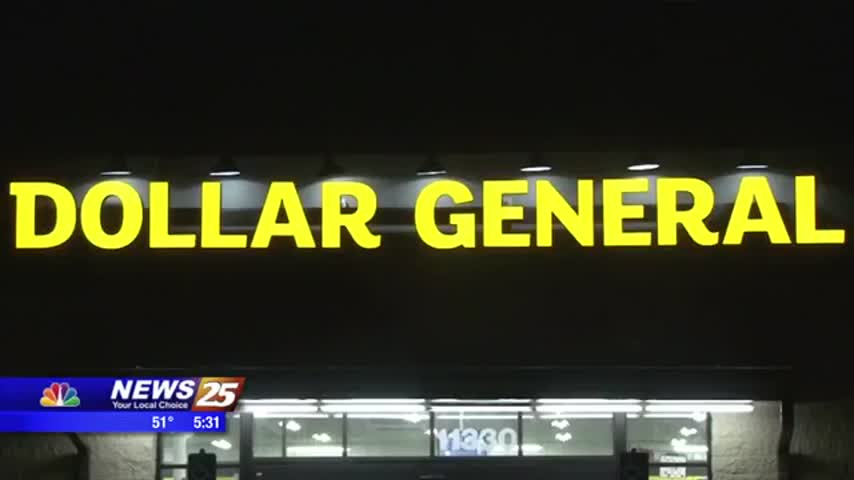 DOLLAR GENERAL
NEWS 25
Your Local Choice
51° 5:31
11330